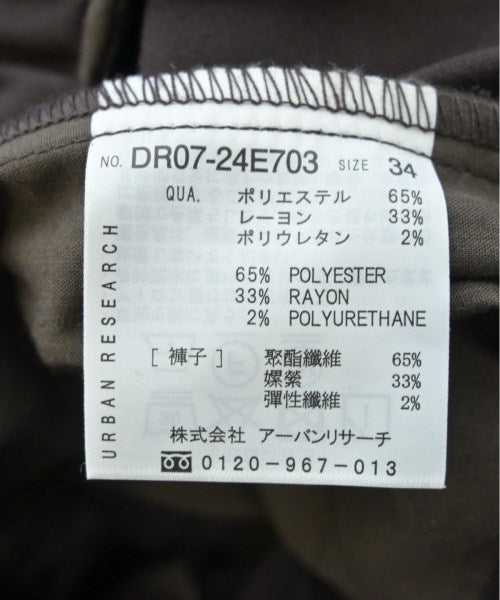 NO. DR07-24E703 SIZE 34
QUA. ポリエステル 65%
レーヨン 33%
ポリウレタン 2%
65% POLYESTER
33% RAYON
2% POLYURETHANE
[ 褲子 ] 聚酯纖維 65%
嫘縈 33%
彈性纖維 2%
株式会社 アーバンリサーチ
0120-967-013
URBAN RESEARCH